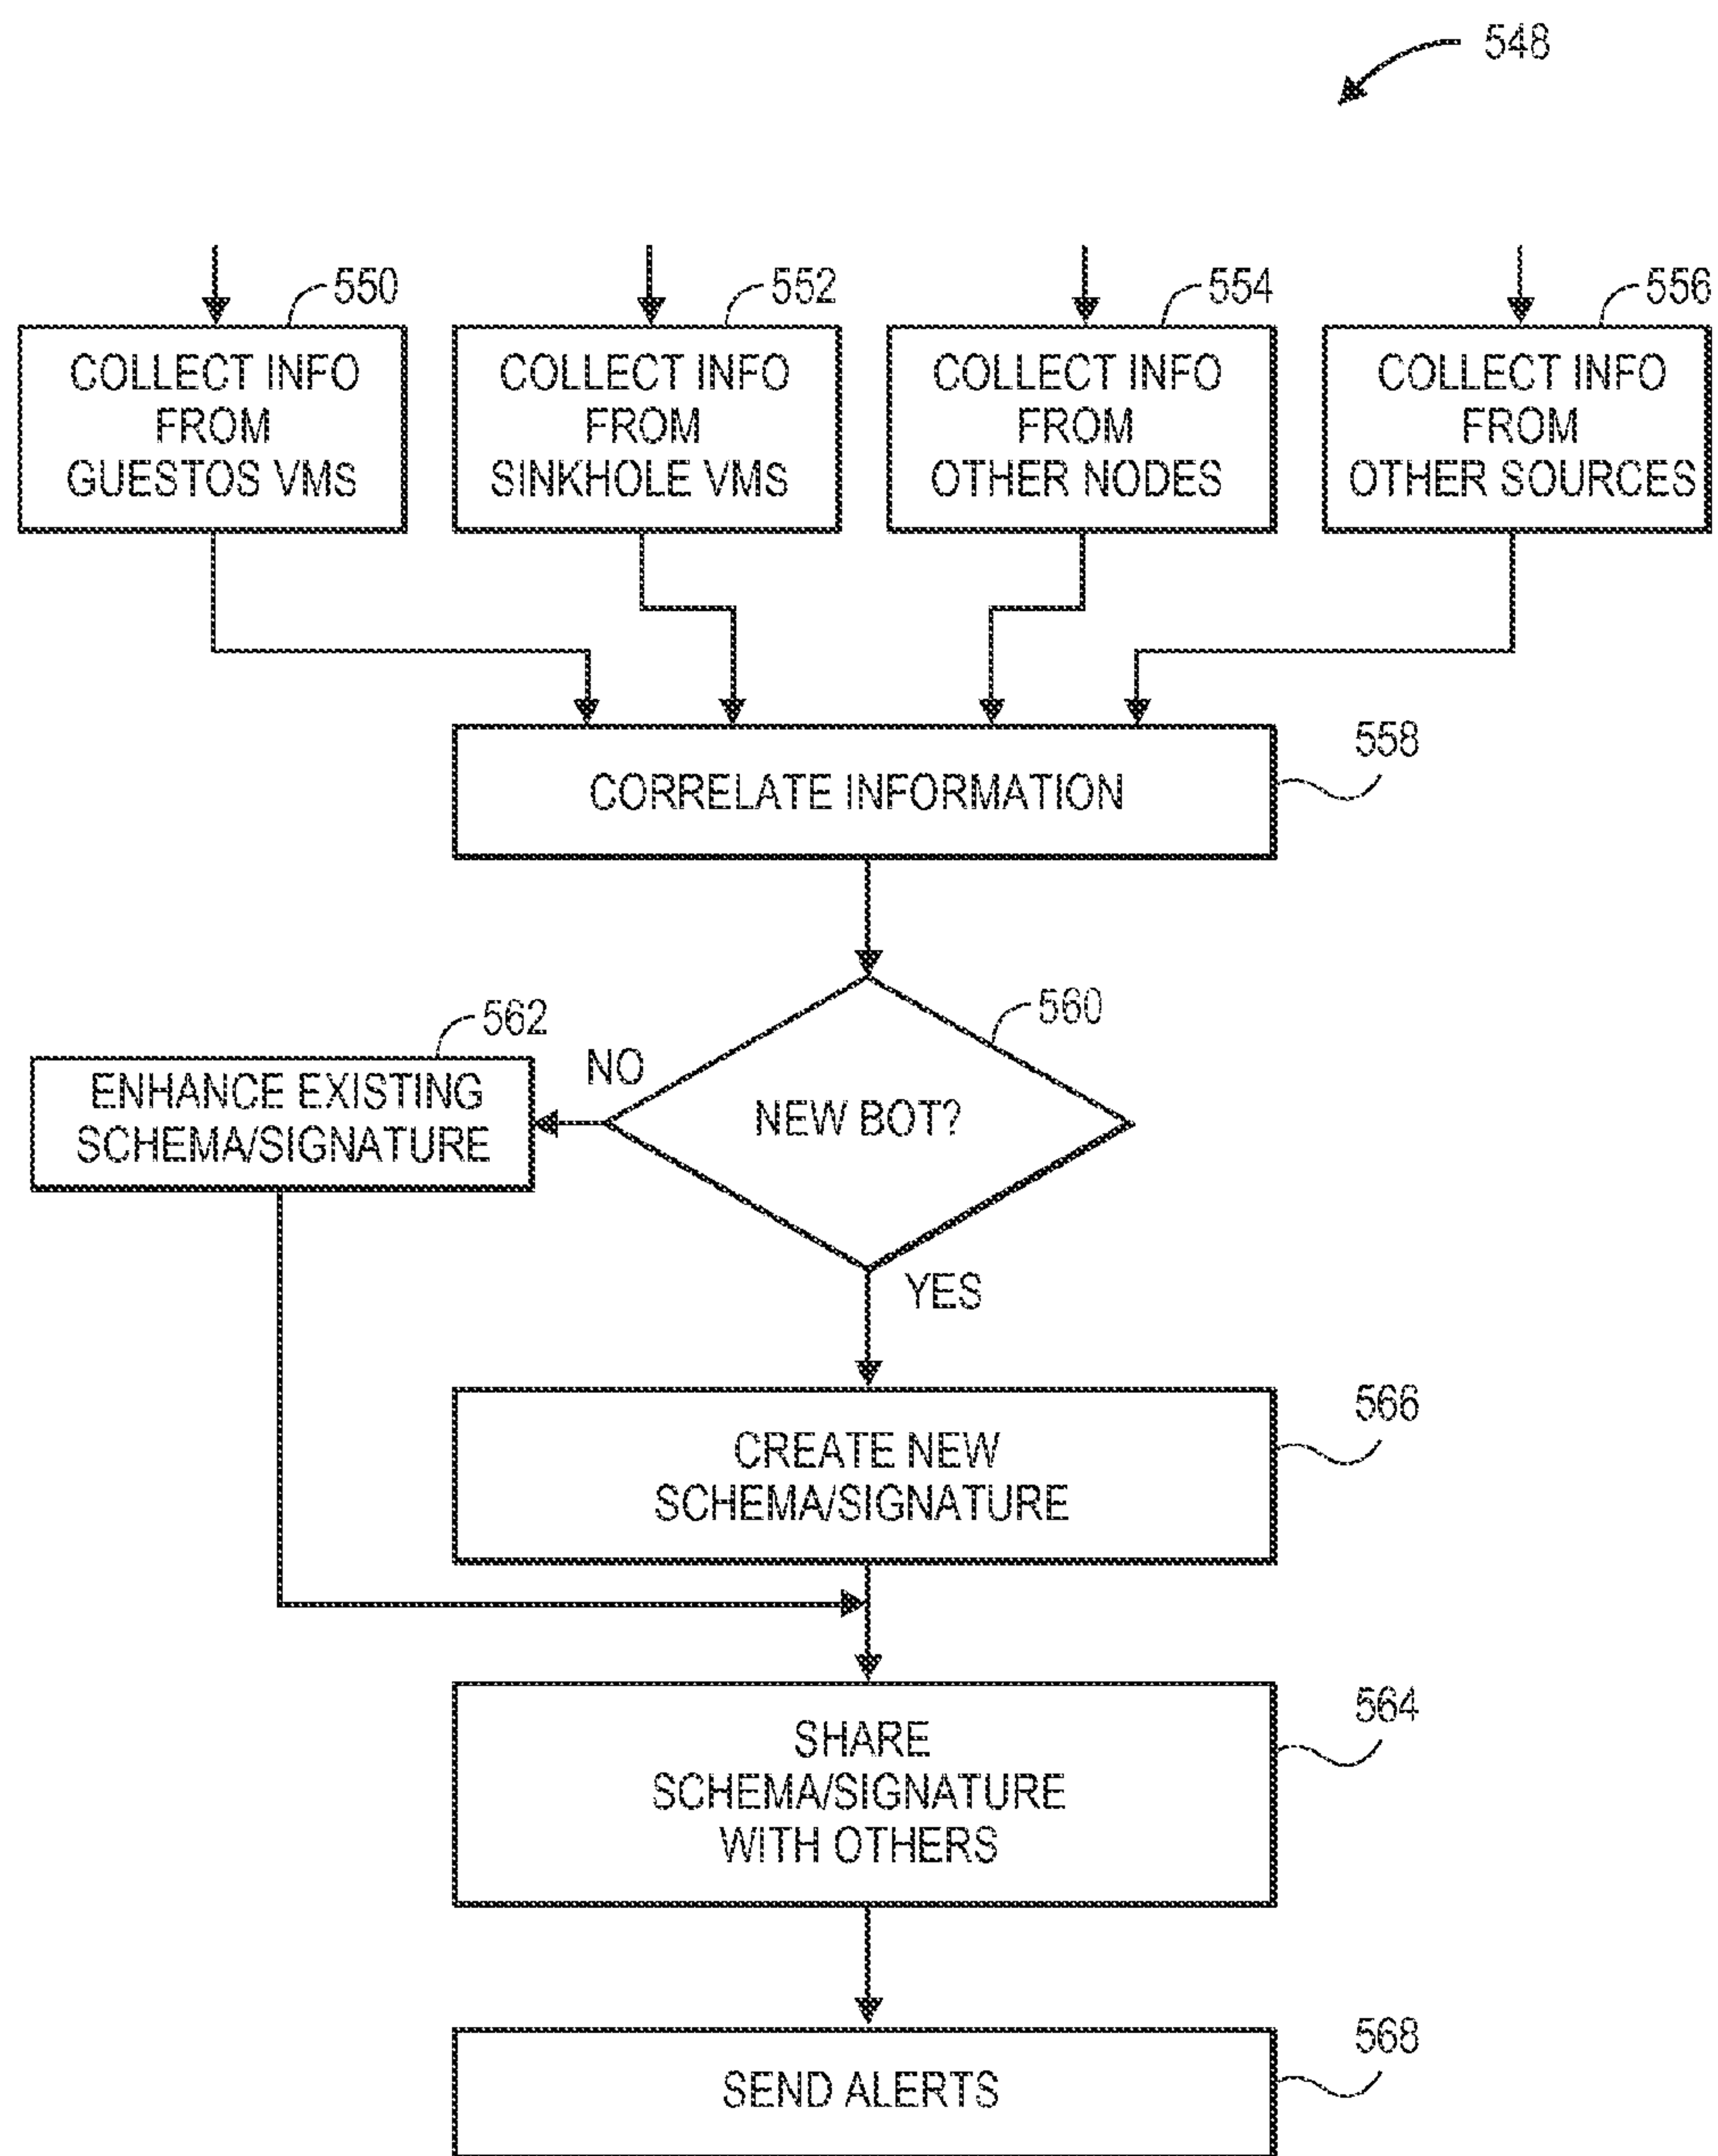 548
550
552
554
556
COLLECT INFO
FROM
GUESTOS VMS
COLLECT INFO
FROM
SINKHOLE VMS
COLLECT INFO
FROM
OTHER NODES
COLLECT INFO
FROM
OTHER SOURCES
558
CORRELATE INFORMATION
560
562
NO
ENHANCE EXISTING
SCHEMA/SIGNATURE
NEW BOT?
YES
566
CREATE NEW
SCHEMA/SIGNATURE
564
SHARE
SCHEMA/SIGNATURE
WITH OTHERS
568
SEND ALERTS